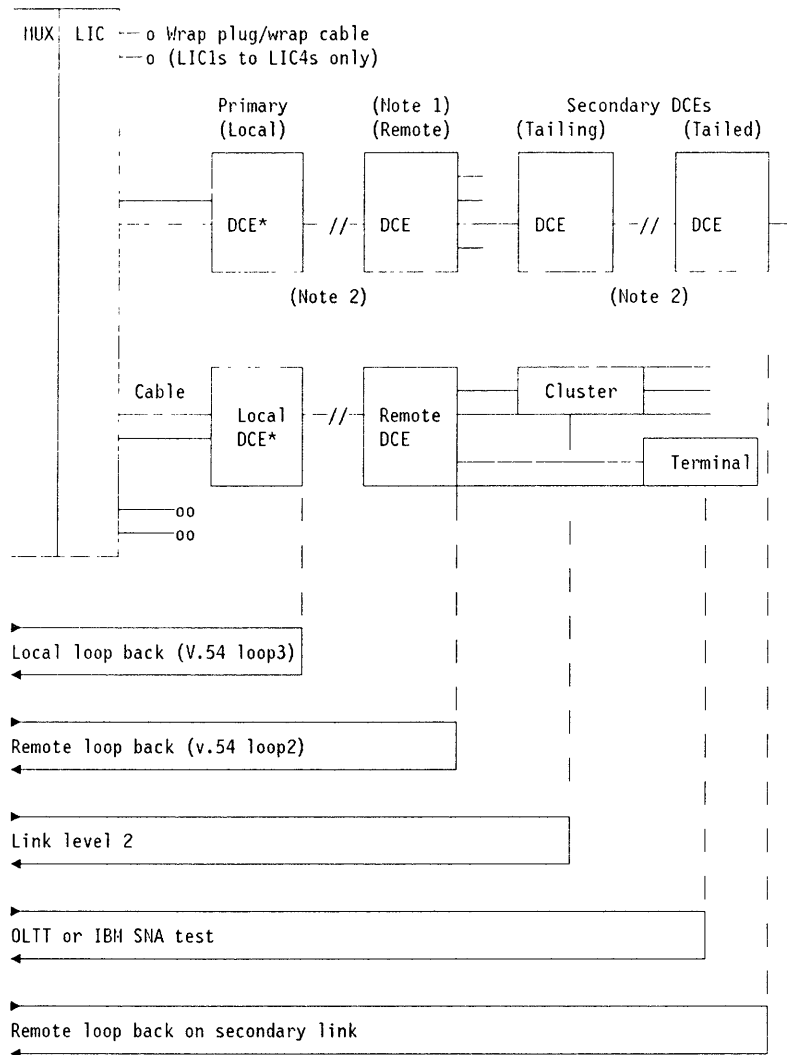 MUX LIC o Wrap plug/wrap cable
o (LIC1s to LIC4s only)
Primary (Note 1) Secondary DCEs
(Local) (Remote) (Tailing) (Tailed)
DCE* // DCE DCE // DCE
(Note 2) (Note 2)
Cable Cluster
Local // Remote
DCE* DCE
Terminal
oo
oo
Local loop back (V.54 loop3)
Remote loop back (v.54 loop2)
Link level 2
OLTT or IBM SNA test
Remote loop back on secondary link